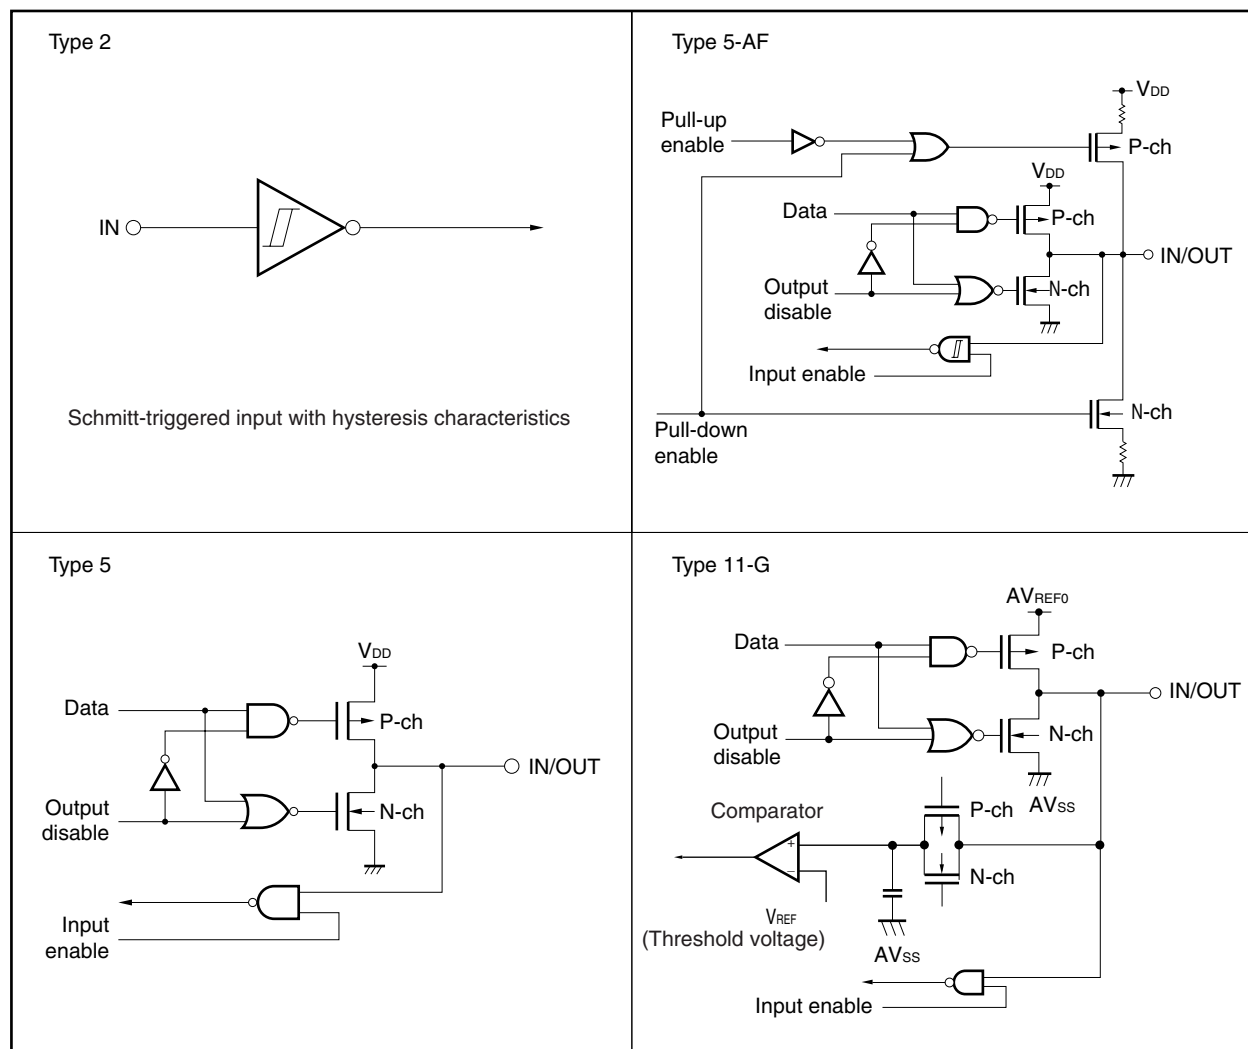 Type 2
IN
Schmitt-triggered input with hysteresis characteristics
Type 5-AF
VDD
Pull-up
enable
P-ch
VDD
Data
P-ch
IN/OUT
Output
disable
N-ch
Input enable
N-ch
Pull-down
enable
Type 5
VDD
Data
P-ch
IN/OUT
Output
disable
N-ch
Input
enable
Type 11-G
AVREF0
Data
P-ch
IN/OUT
Output
disable
N-ch
AVSS
P-ch
Comparator
+
−
N-ch
VREF
(Threshold voltage)
AVSS
Input enable